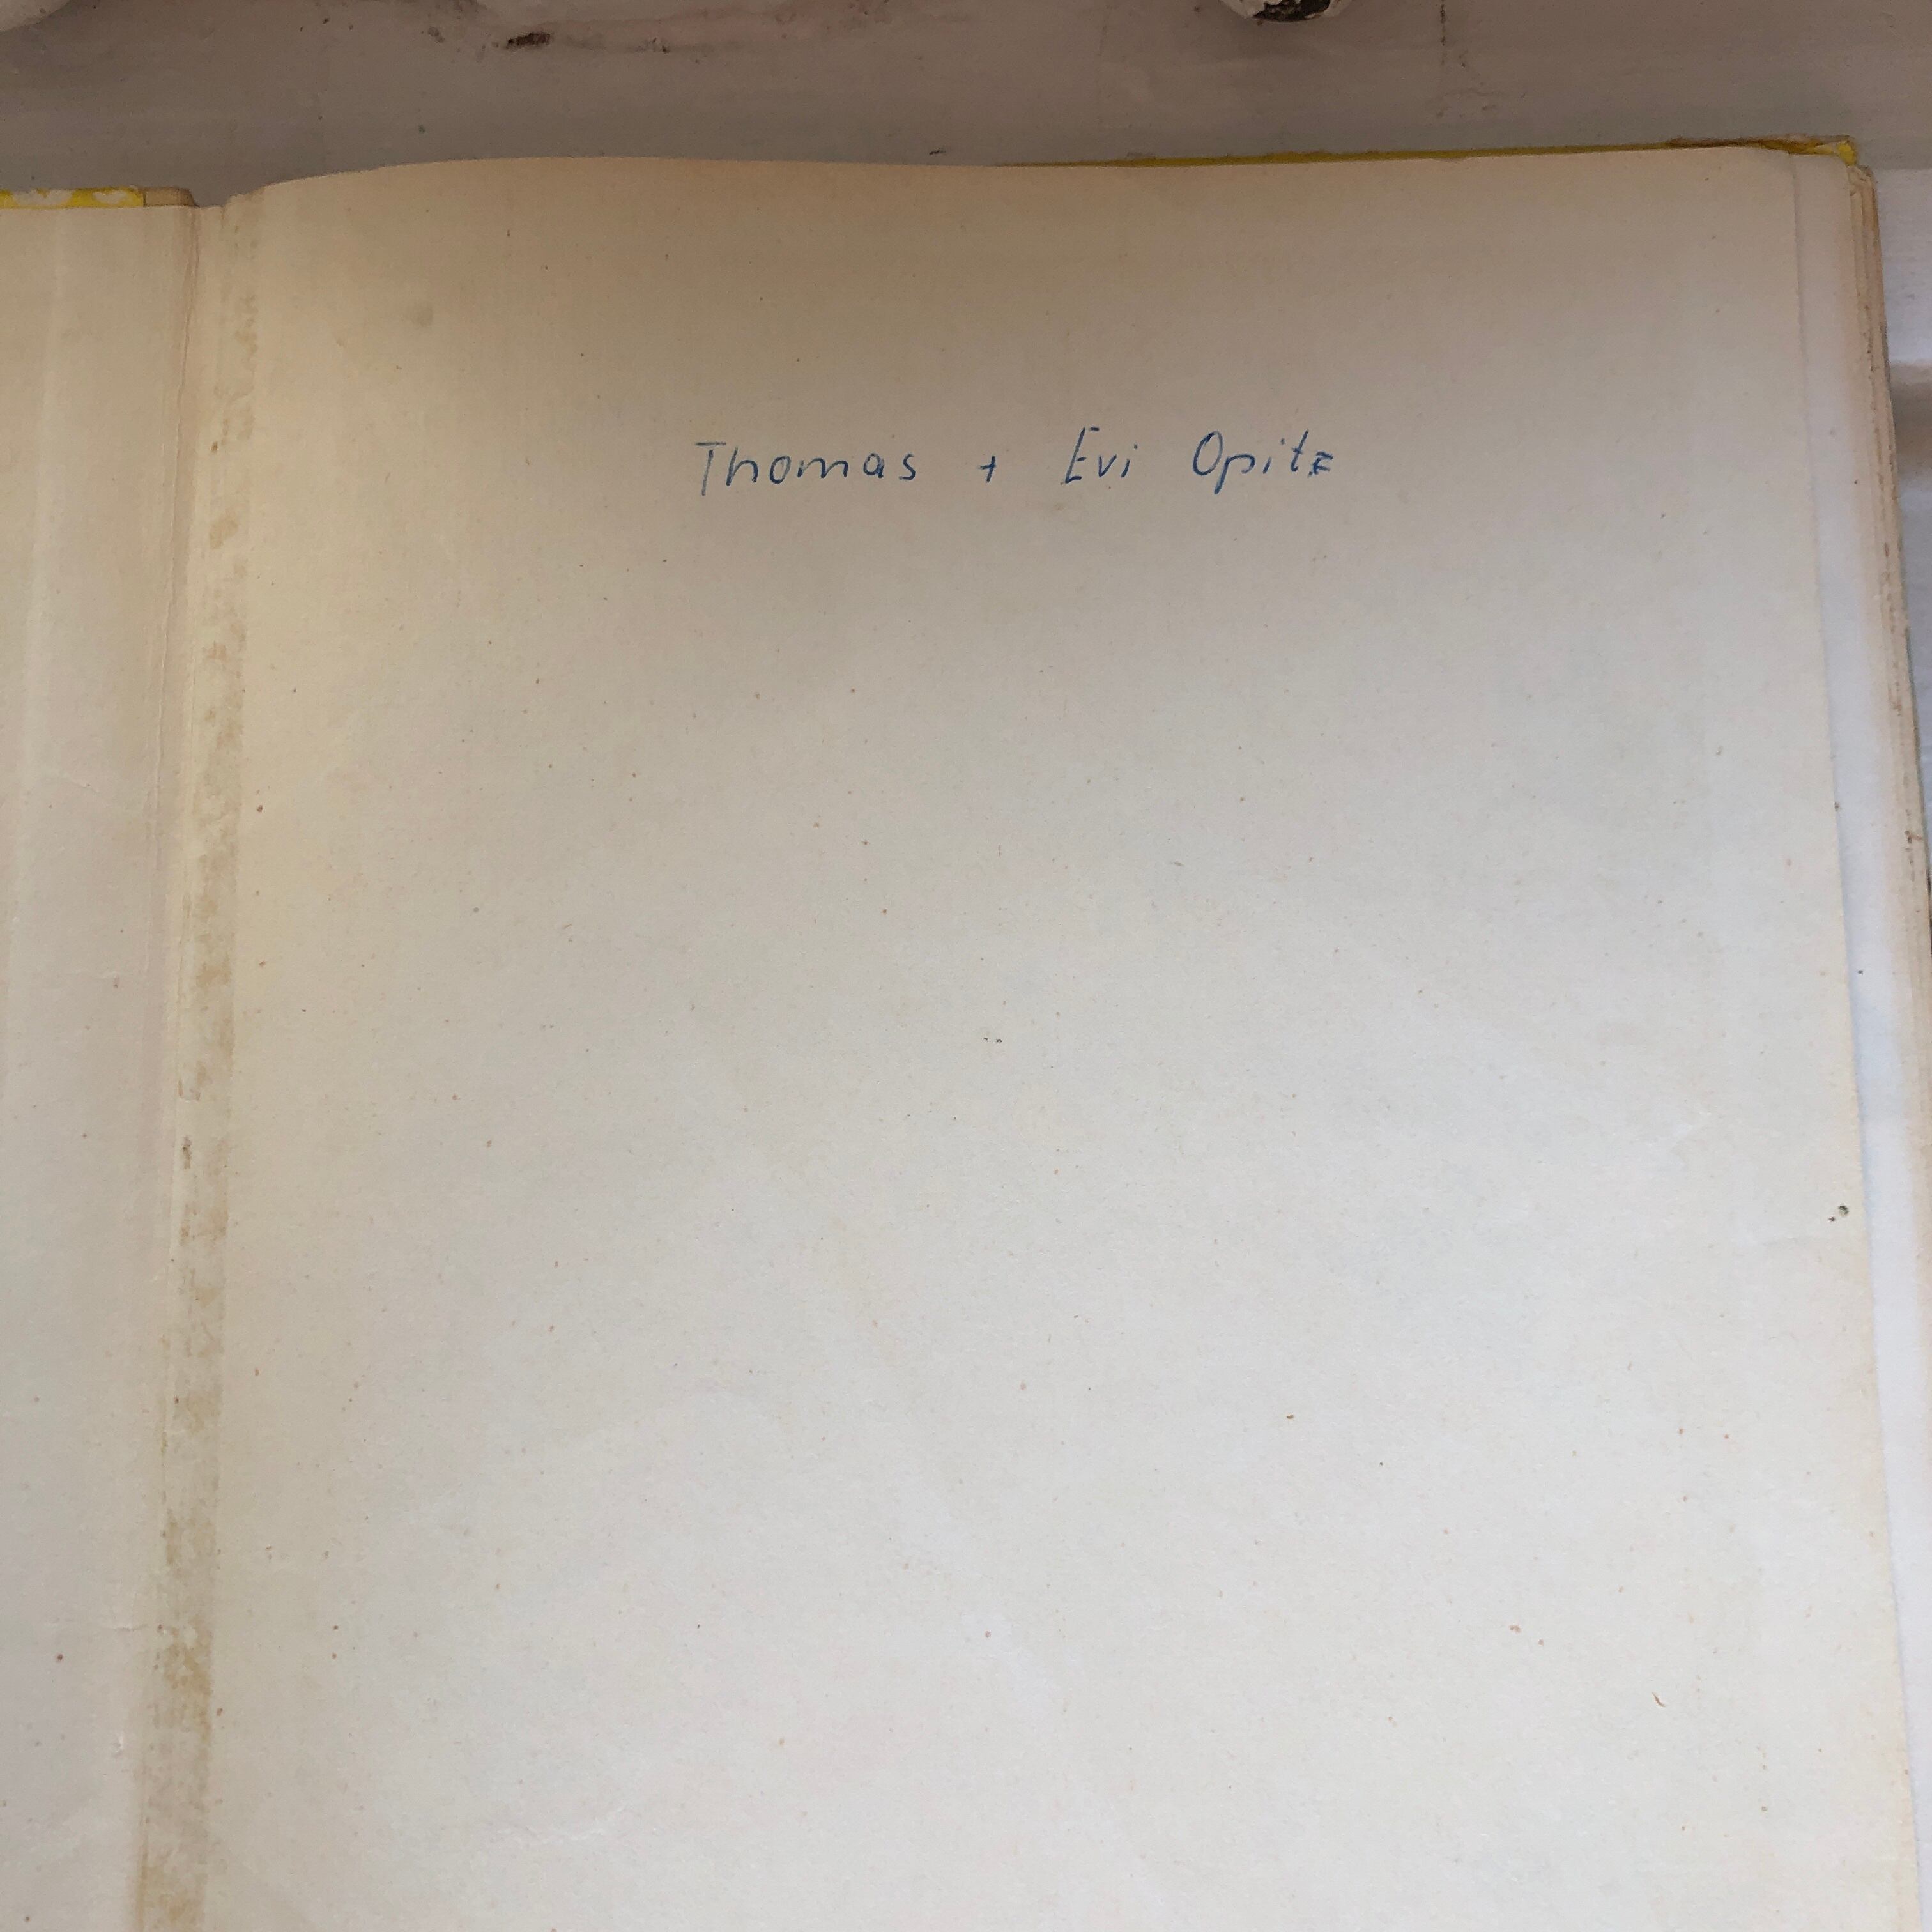 Thomas + Evi Opitz